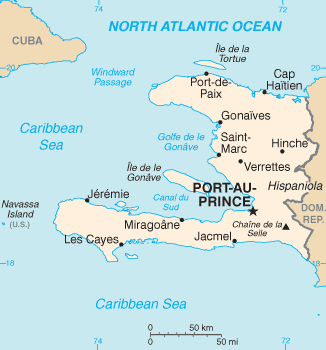 74
72
NORTH ATLANTIC OCEAN
CUBA
Île de la
Tortue
20
20
Windward
Passage
Port-de-
Paix
Cap
Haïtien
Gonaïves
Caribbean
Sea
Golfe de la
Gonâve
Saint-
Marc
Hinche
Verrettes
Île de la
Gonâve
Hispaniola
PORT-AU-
PRINCE
Jérémie
Canal du
Sud
Navassa
Island
(U.S.)
DOM.
REP.
Miragoâne
Chaîne de la
Selle
Les Cayes
Jacmel
18
18
Caribbean Sea
0
50 km
0
50 mi
74
72